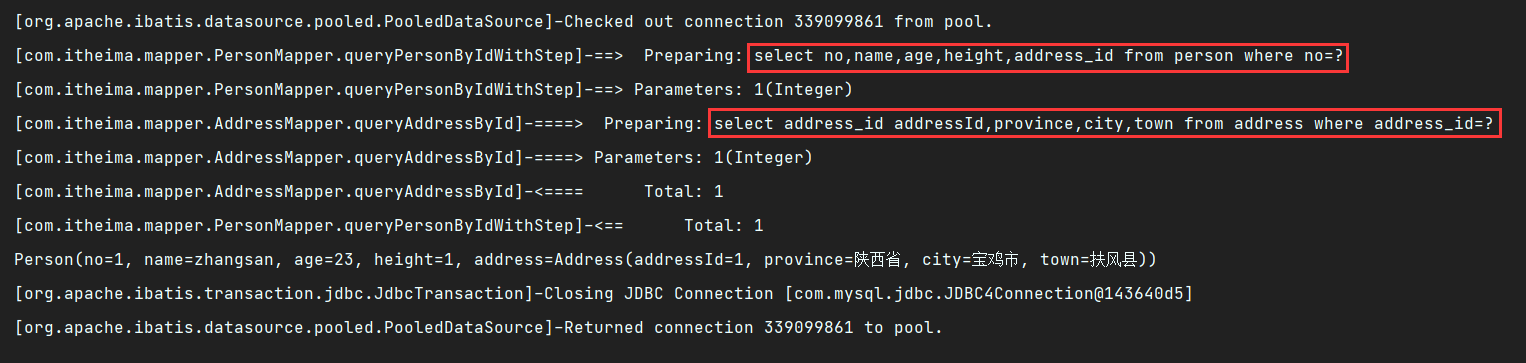 [org.apache.ibatis.datasource.pooled.PooledDataSource]-Checked out connection 339099861 from pool.
[com.itheima.mapper.PersonMapper.queryPersonByIdWithStep]-==>  Preparing: select no,name,age,height,address_id from person where no=?
[com.itheima.mapper.PersonMapper.queryPersonByIdWithStep]-==> Parameters: 1(Integer)
[com.itheima.mapper.AddressMapper.queryAddressById]-====>  Preparing: select address_id addressId,province,city,town from address where address_id=?
[com.itheima.mapper.AddressMapper.queryAddressById]-====> Parameters: 1(Integer)
[com.itheima.mapper.AddressMapper.queryAddressById]-<====      Total: 1
[com.itheima.mapper.PersonMapper.queryPersonByIdWithStep]-<==      Total: 1
Person(no=1, name=zhangsan, age=23, height=1, address=Address(addressId=1, province=陕西省, city=宝鸡市, town=扶风县))
[org.apache.ibatis.transaction.jdbc.JdbcTransaction]-Closing JDBC Connection [com.mysql.jdbc.JDBC4Connection@143640d5]
[org.apache.ibatis.datasource.pooled.PooledDataSource]-Returned connection 339099861 to pool.